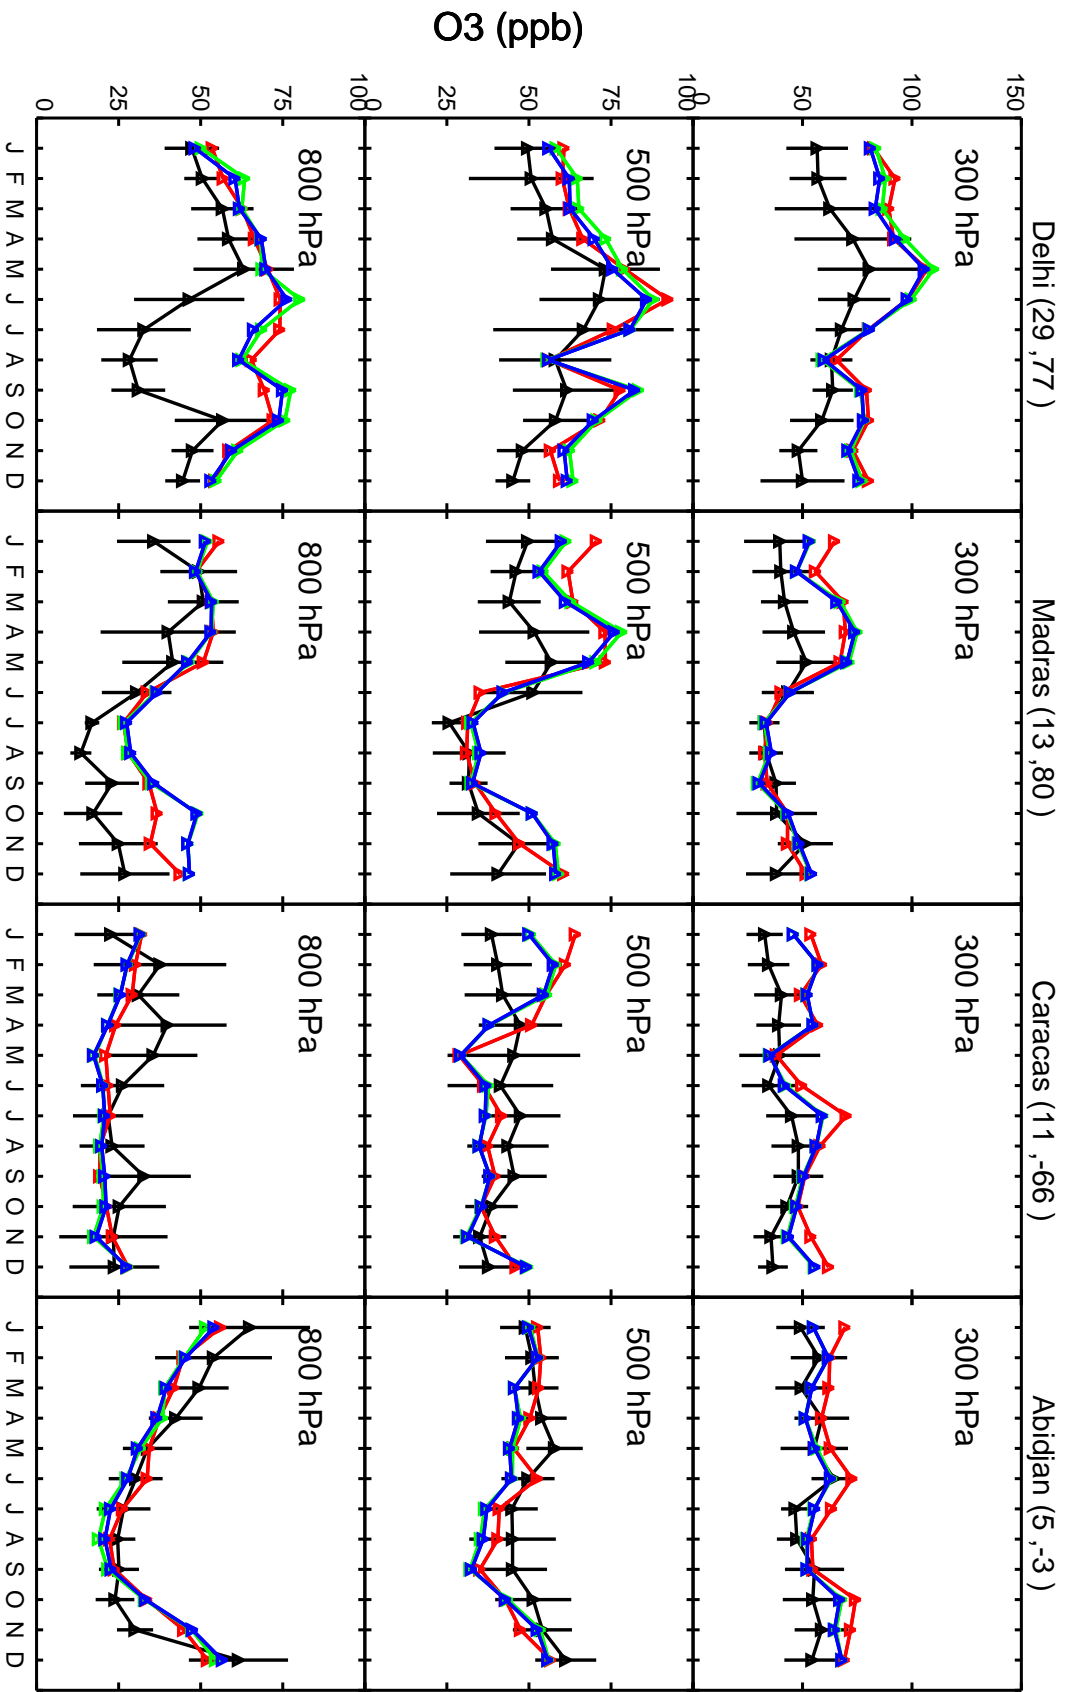 O3 (ppb)
Delhi (29 ,77 )
Madras (13 ,80 )
Caracas (11 ,-66 )
Abidjan (5 ,-3 )
150
100
50
0
300 hPa
300 hPa
300 hPa
300 hPa
100
75
50
25
0
500 hPa
500 hPa
500 hPa
500 hPa
100
75
50
25
0
800 hPa
800 hPa
800 hPa
800 hPa
J F M A M J J A S O N D
J F M A M J J A S O N D
J F M A M J J A S O N D
J F M A M J J A S O N D